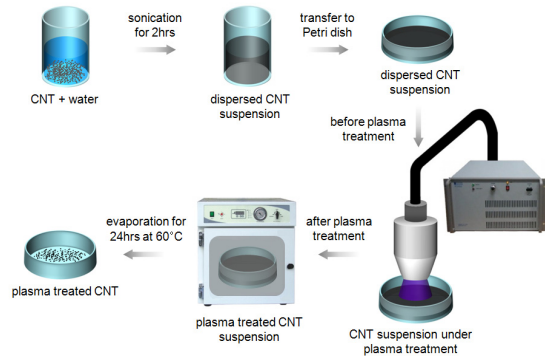 sonication
for 2hrs
transfer to
Petri dish
CNT + water
dispersed CNT
suspension
dispersed CNT
suspension
before plasma
treatment
CNT suspension under
plasma treatment
after plasma
treatment
plasma treated CNT
suspension
evaporation for
24hrs at 60°C
plasma treated CNT